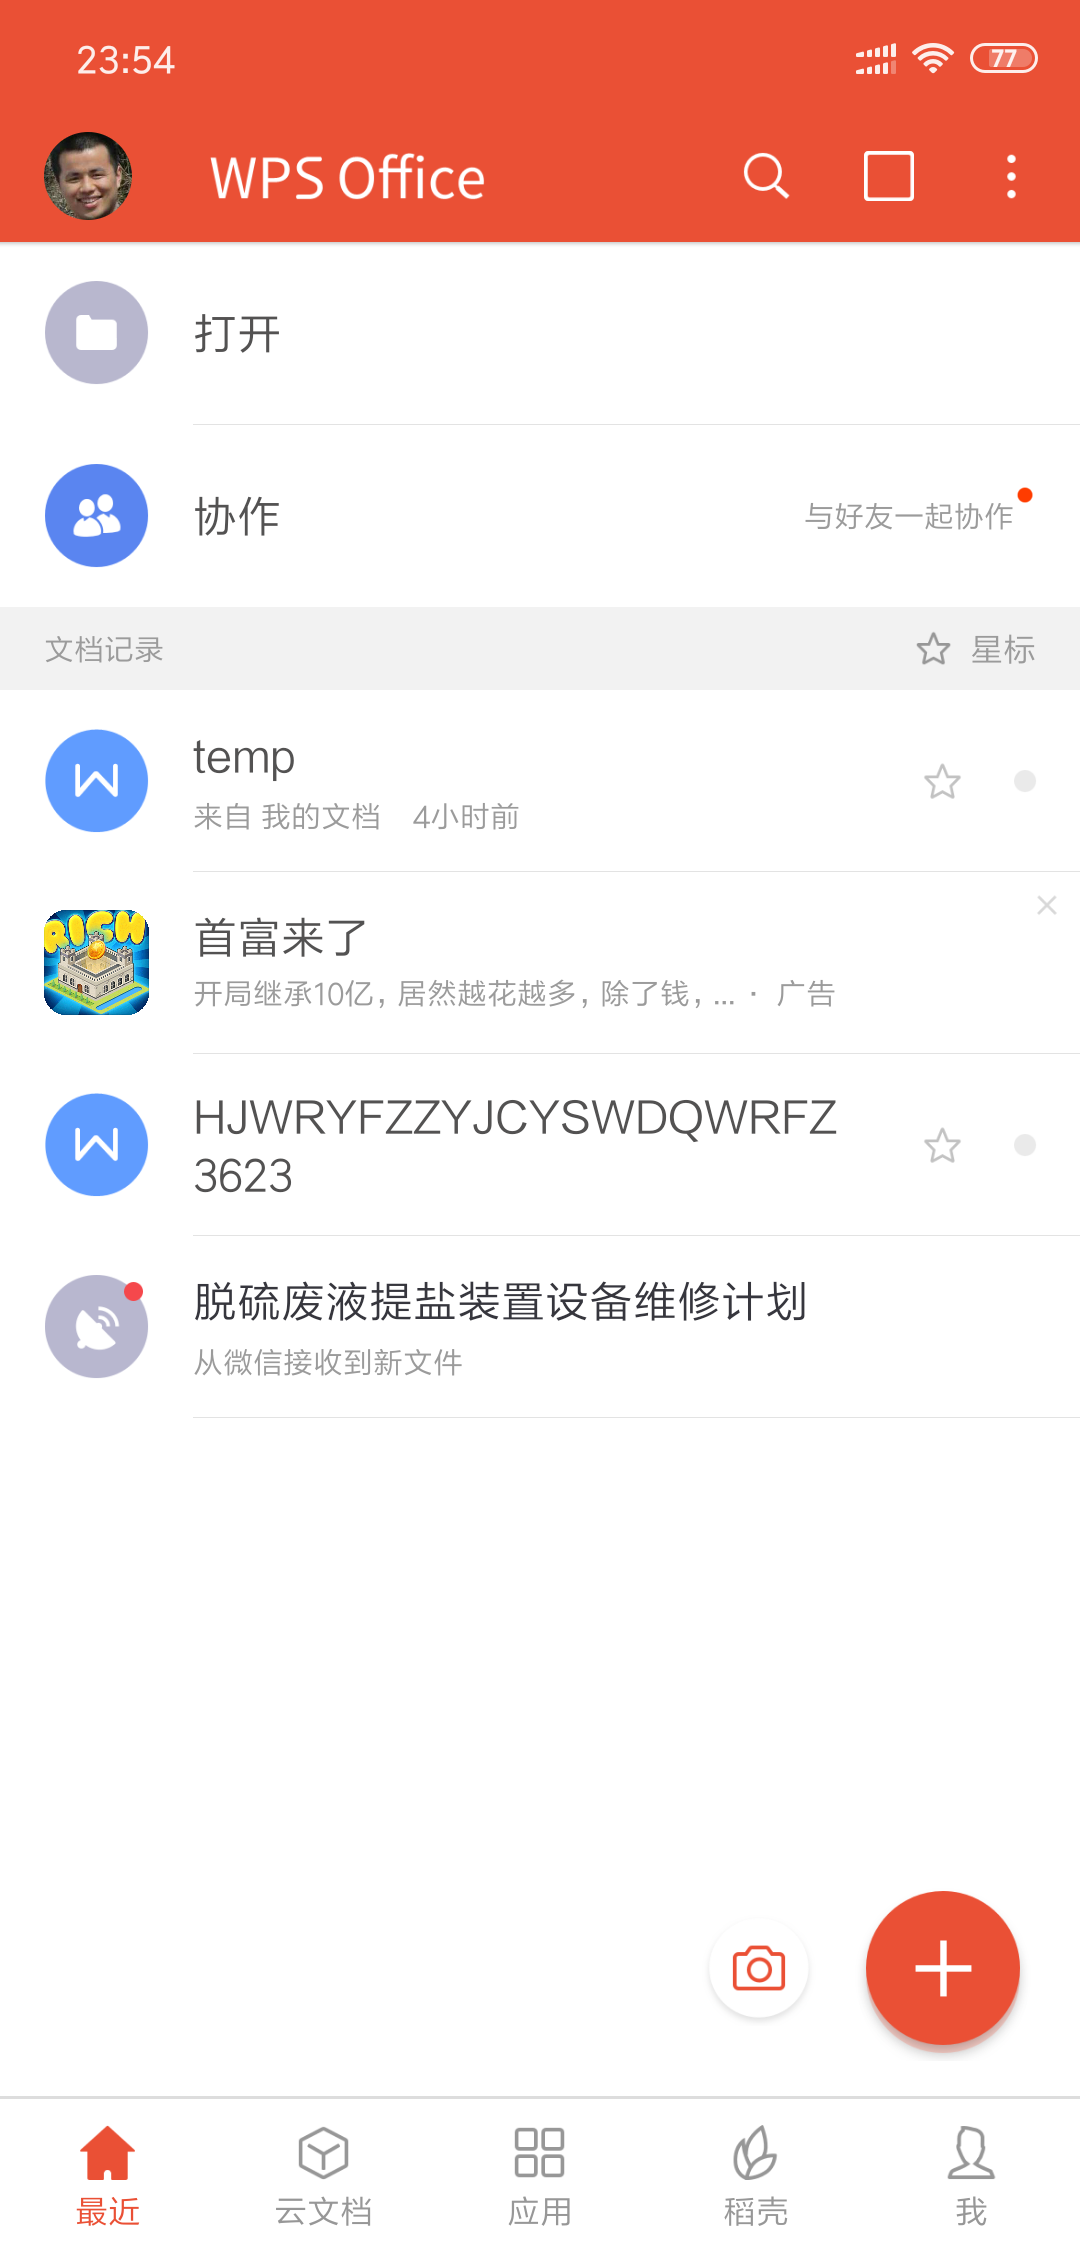 23:54
77
WPS Office
打开
协作
与好友一起协作
文档记录
星标
temp
来自 我的文档 4小时前
RICH
首富来了
开局继承10亿，居然越花越多，除了钱，... · 广告
HJWRYFZZYJCYSWDQWRFZ
3623
脱硫废液提盐装置设备维修计划
从微信接收到新文件
最近
云文档
应用
稻壳
我